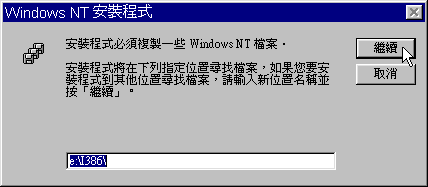 Windows NT 安裝程式
安裝程式必須複製一些 Windows NT 檔案。
繼續
安裝程式將在下列指定位置尋找檔案，如果您要安
裝程式到其他位置尋找檔案，請輸入新位置名稱並
按「繼續」。
取消
e:\I386\